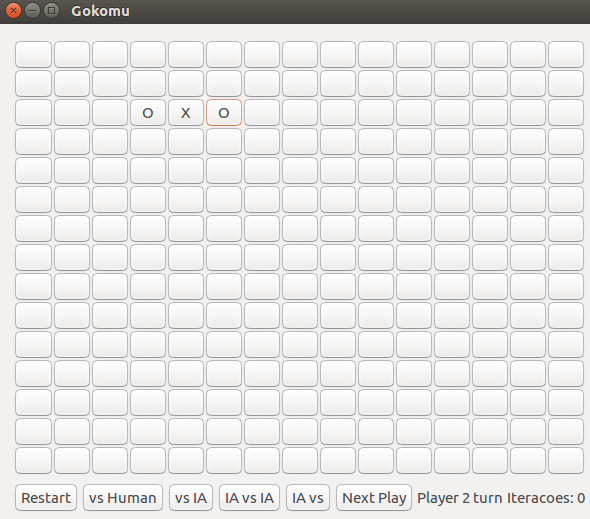 Gokomu
O X O
Restart vs Human vs IA IA vs IA IA vs Next Play Player 2 turn Iteracoes: 0